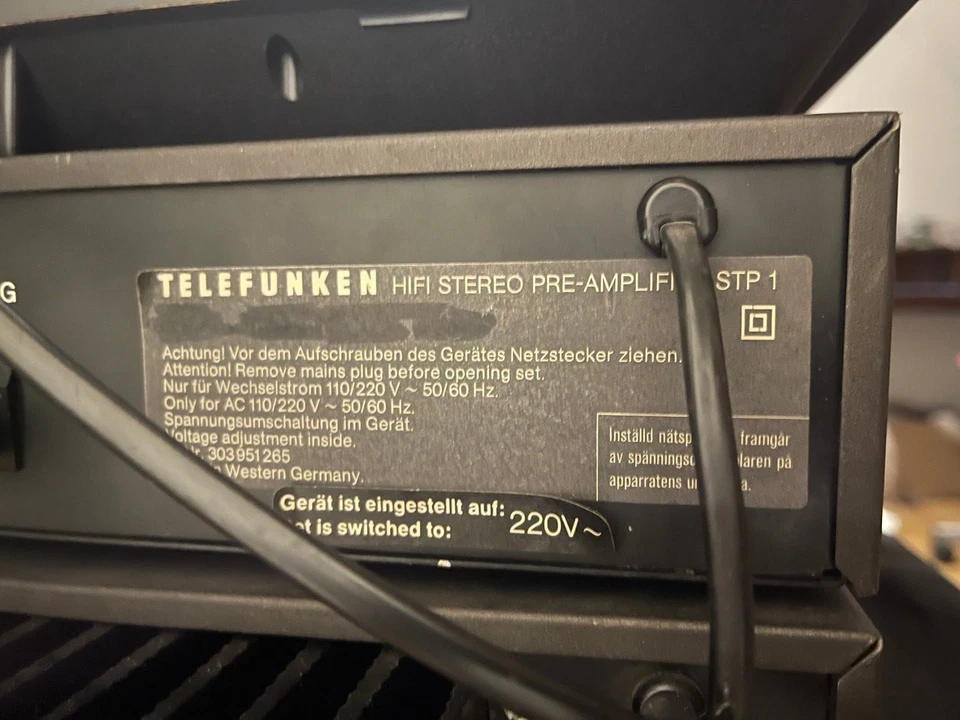 G
TELEFUNKEN HIFI STEREO PRE-AMPLIFI STP 1
Achtung! Vor dem Aufschrauben des Gerätes Netzstecker ziehen.
Attention! Remove mains plug before opening set.
Nur für Wechselstrom 110/220 V ~ 50/60 Hz.
Only for AC 110/220 V ~ 50/60 Hz.
Spannungsumschaltung im Gerät.
Voltage adjustment inside.
303951265
Western Germany.
Inställd nätsp framgår
av spänningso laren på
apparatens u a.
Gerät ist eingestellt auf:
is switched to: 220V~